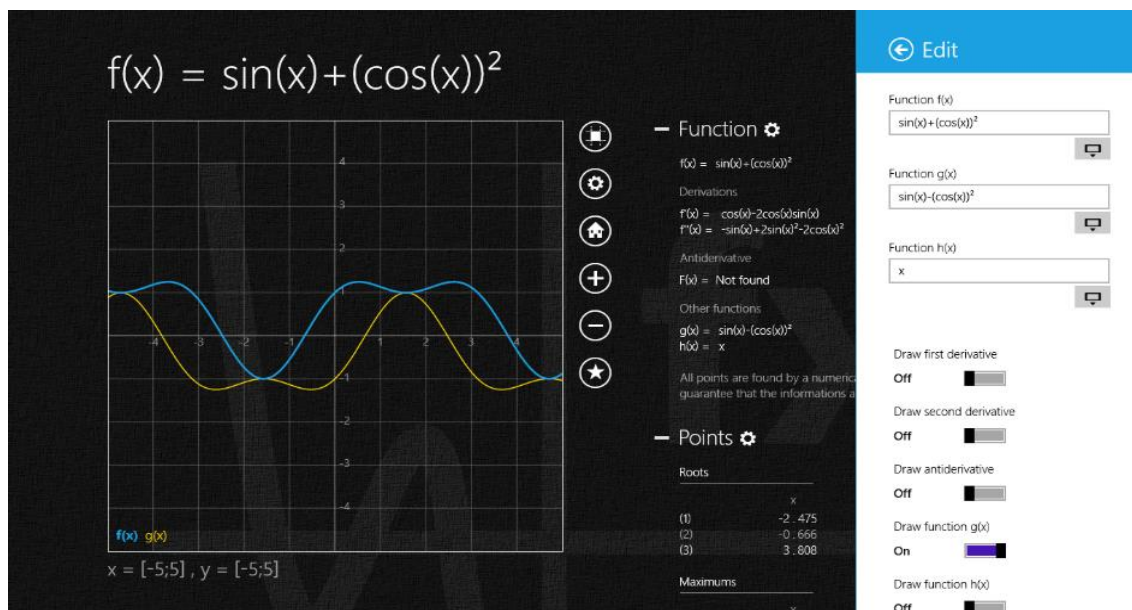 f(x) = sin(x)+(cos(x))²
4
3
2
1
-4 -3 -2 -1 1 2 3 4
-1
-2
-3
-4
f(x) g(x)
x = [-5;5] , y = [-5;5]
Function
f(x) = sin(x)+(cos(x))²
Derivations
f'(x) = cos(x)-2cos(x)sin(x)
f''(x) = -sin(x)+2sin(x)²-2cos(x)²
Antiderivative
F(x) = Not found
Other functions
g(x) = sin(x)-(cos(x))²
h(x) = x
All points are found by a numerica
guarantee that the informations a
Points
Roots
x
(1) -2.475
(2) -0.666
(3) 3.808
Maximums
x
Edit
Function f(x)
sin(x)+(cos(x))²
Function g(x)
sin(x)-(cos(x))²
Function h(x)
x
Draw first derivative
Off
Draw second derivative
Off
Draw antiderivative
Off
Draw function g(x)
On
Draw function h(x)
Off